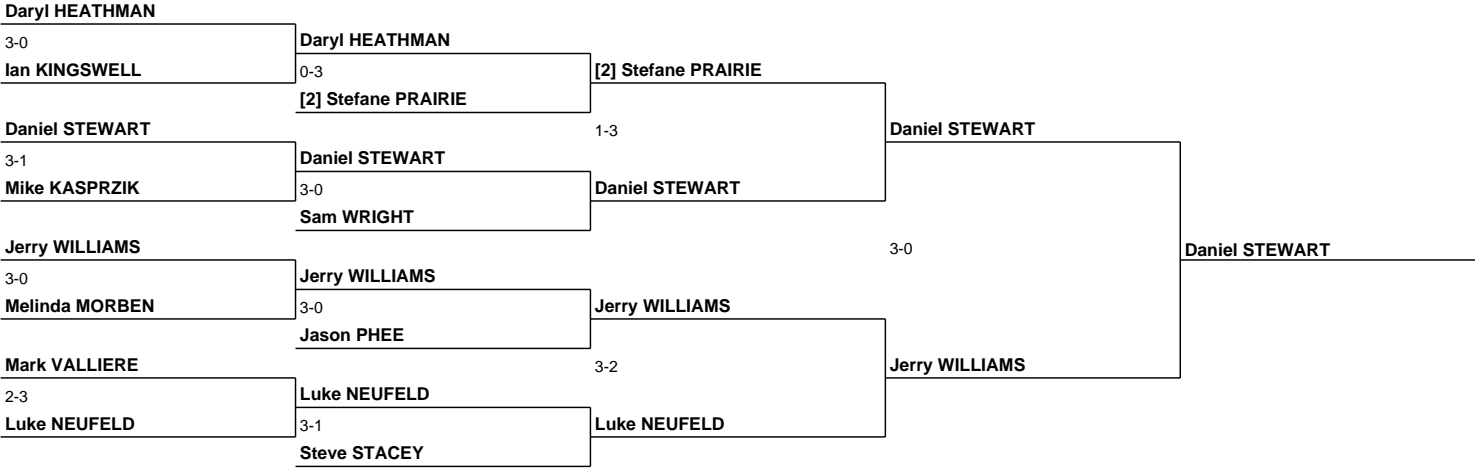 Daryl HEATHMAN
3-0
Daryl HEATHMAN
Ian KINGSWELL
0-3
[2] Stefane PRAIRIE
[2] Stefane PRAIRIE
Daniel STEWART
1-3
Daniel STEWART
3-1
Daniel STEWART
Mike KASPRZIK
3-0
Daniel STEWART
Sam WRIGHT
Jerry WILLIAMS
3-0
Daniel STEWART
3-0
Jerry WILLIAMS
Melinda MORBEN
3-0
Jerry WILLIAMS
Jason PHEE
Mark VALLIERE
3-2
Jerry WILLIAMS
2-3
Luke NEUFELD
Luke NEUFELD
3-1
Luke NEUFELD
Steve STACEY